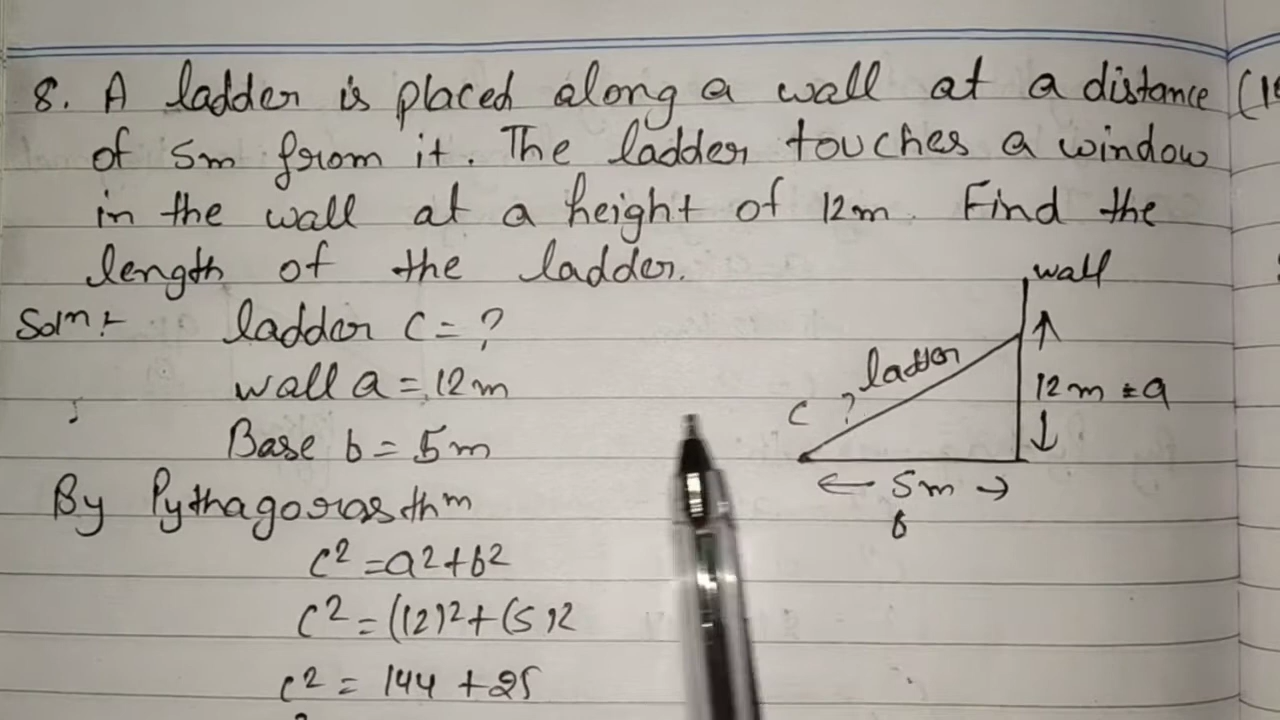 8. A ladder is placed along a wall at a distance
of 5m from it. The ladder touches a window
in the wall at a height of 12m. Find the
length of the ladder.
Soln:-
ladder c = ?
wall a = 12m
Base b = 5m
By Pythagoras thm
c2 = a2 + b2
c2 = (12)2 + (5)2
c2 = 144 + 25
wall
ladder
c ?
12m = a
← 5m →
b